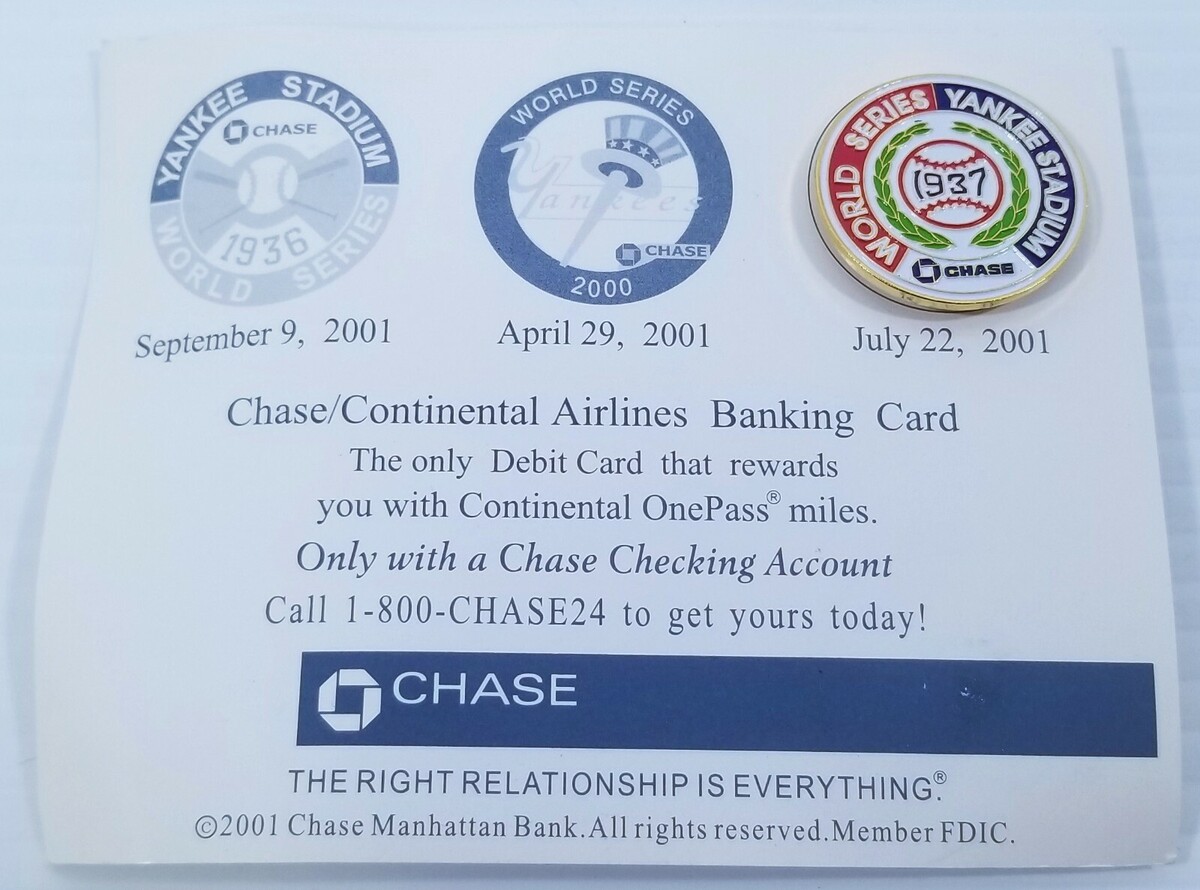 YANKEE STADIUM
CHASE
1936
WORLD SERIES
September 9, 2001
WORLD SERIES
Yankees
CHASE
2000
April 29, 2001
WORLD SERIES YANKEE STADIUM
1937
CHASE
July 22, 2001
Chase/Continental Airlines Banking Card
The only Debit Card that rewards
you with Continental OnePass® miles.
Only with a Chase Checking Account
Call 1-800-CHASE24 to get yours today!
CHASE
THE RIGHT RELATIONSHIP IS EVERYTHING.®
©2001 Chase Manhattan Bank.All rights reserved.Member FDIC.